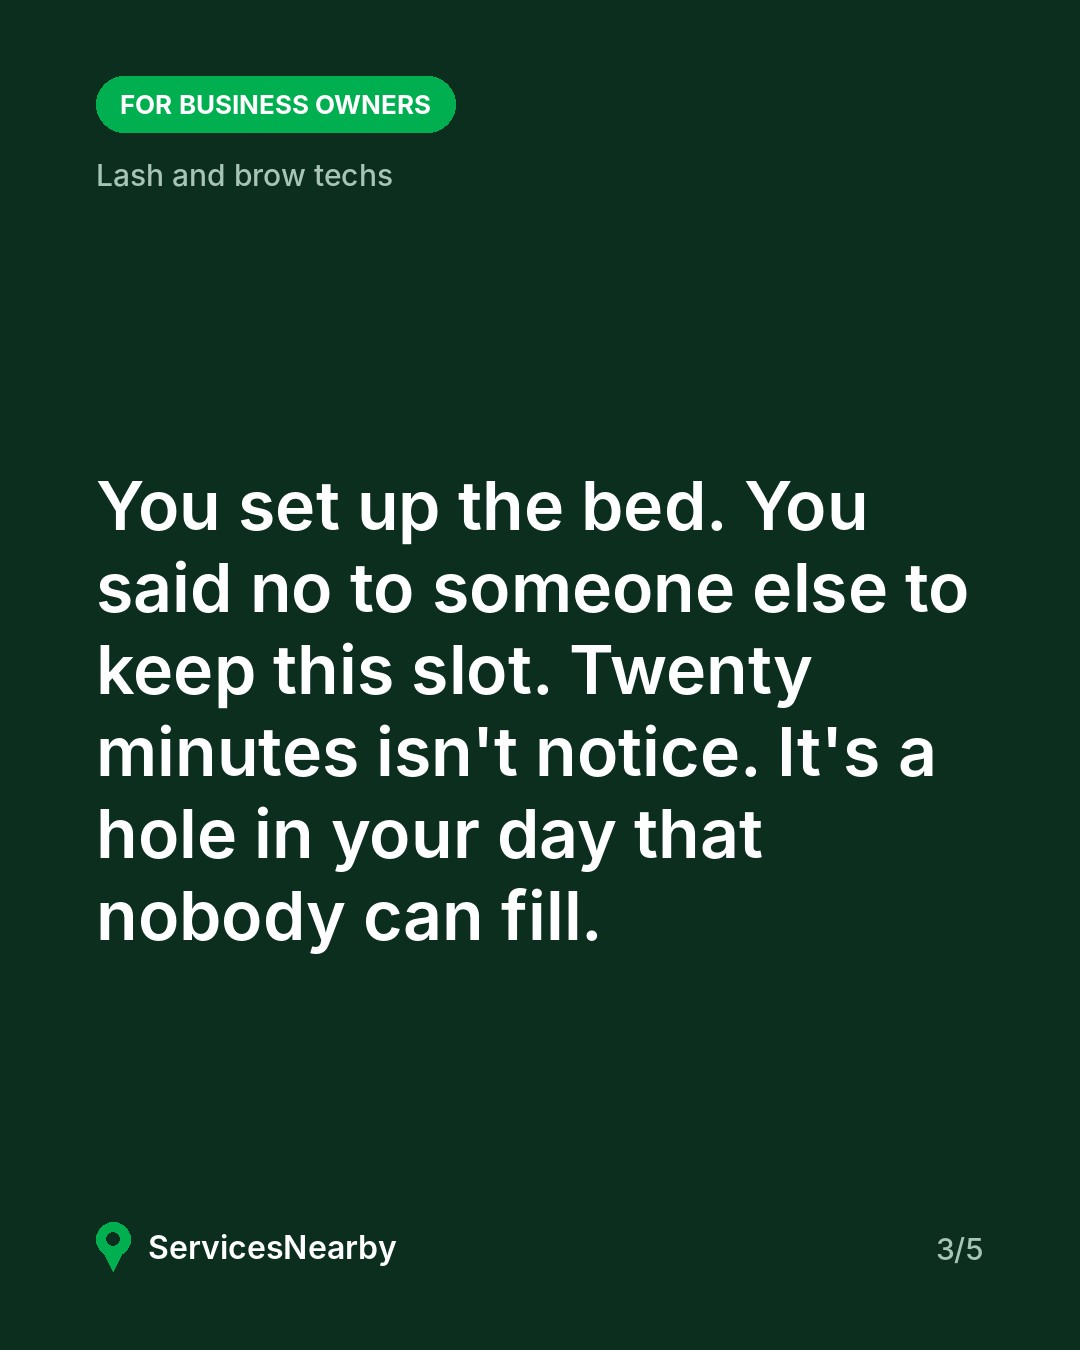 FOR BUSINESS OWNERS
Lash and brow techs
You set up the bed. You
said no to someone else to
keep this slot. Twenty
minutes isn't notice. It's a
hole in your day that
nobody can fill.
ServicesNearby
3/5